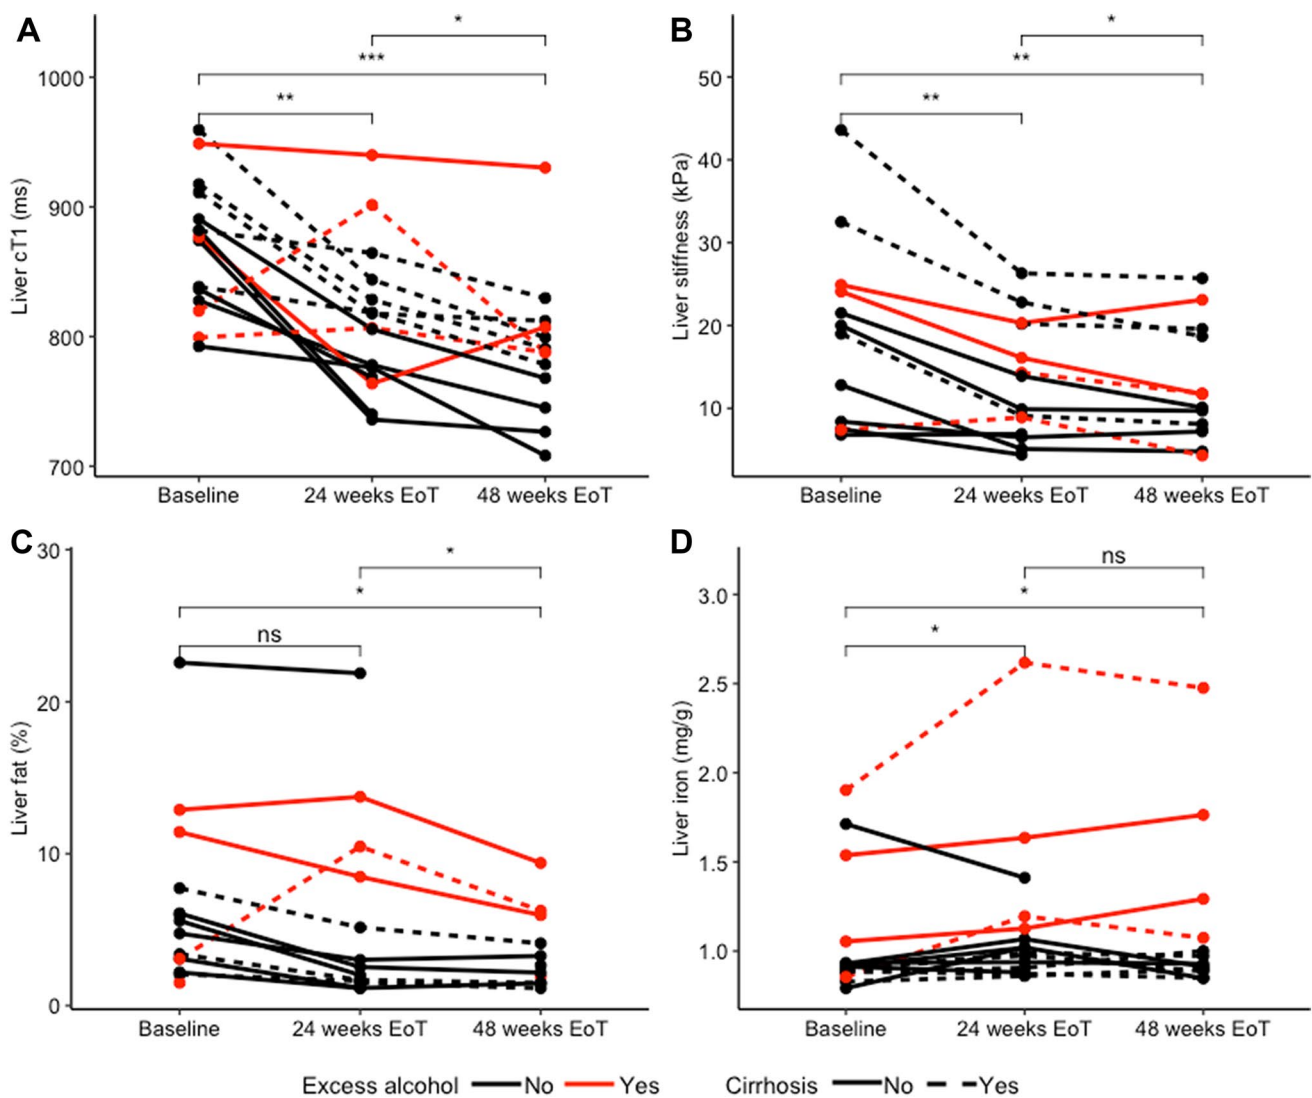 A
*
***
**
1000
900
800
700
Liver cT1 (ms)
Baseline
24 weeks EoT
48 weeks EoT
B
*
**
**
50
40
30
20
10
Liver stiffness (kPa)
Baseline
24 weeks EoT
48 weeks EoT
C
*
*
ns
30
20
10
0
Liver fat (%)
Baseline
24 weeks EoT
48 weeks EoT
D
ns
*
*
3.0
2.5
2.0
1.5
1.0
Liver iron (mg/g)
Baseline
24 weeks EoT
48 weeks EoT
Excess alcohol No Yes Cirrhosis No Yes